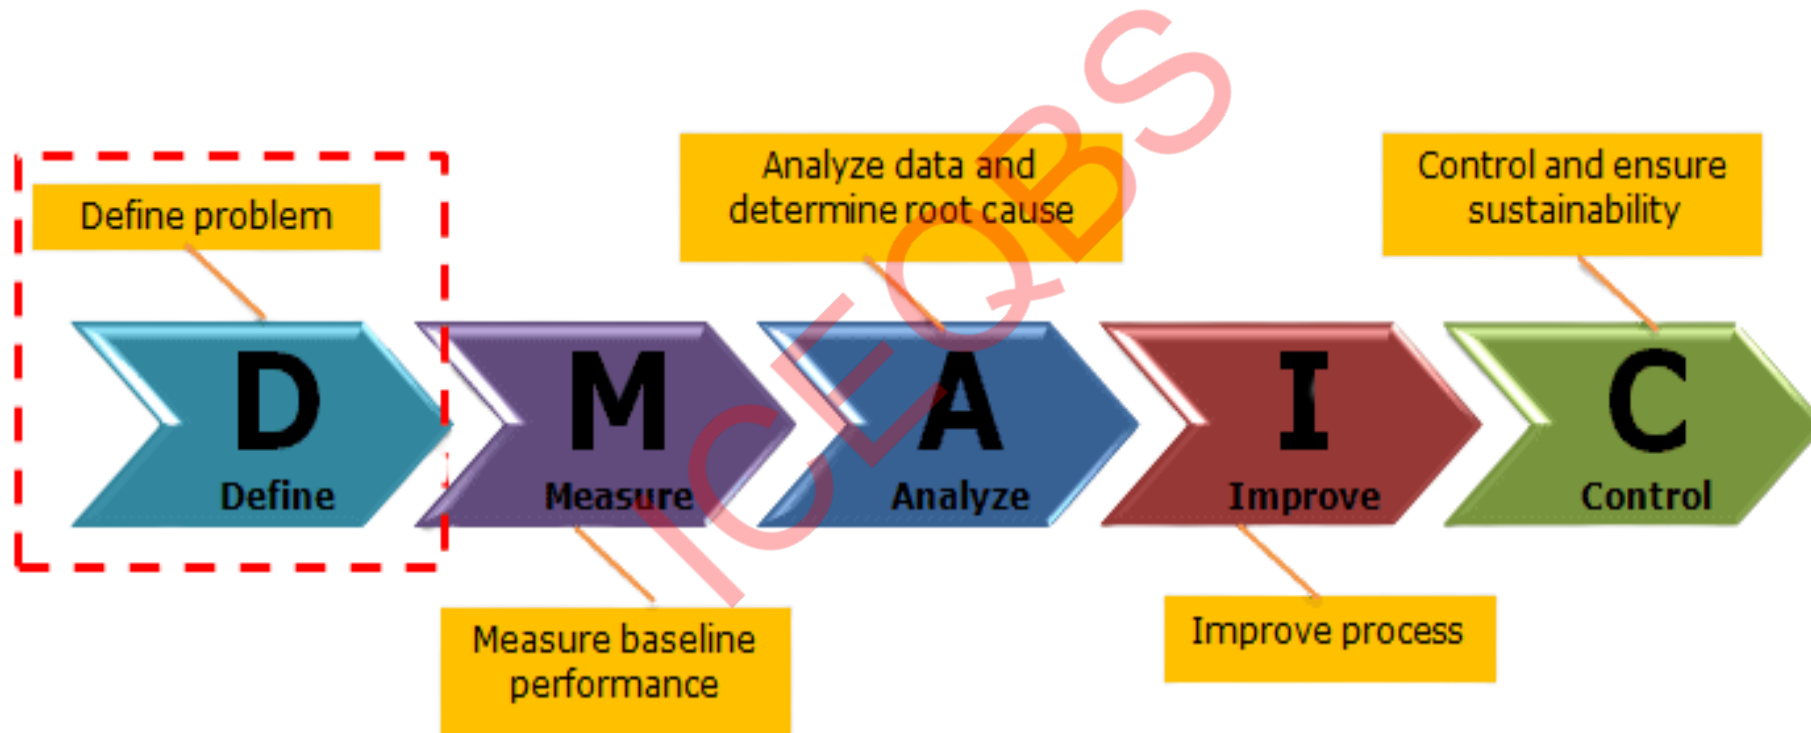 Define problem
Analyze data and
determine root cause
Control and ensure
sustainability
D
Define
M
Measure
A
Analyze
I
Improve
C
Control
Measure baseline
performance
Improve process
ICEQBS